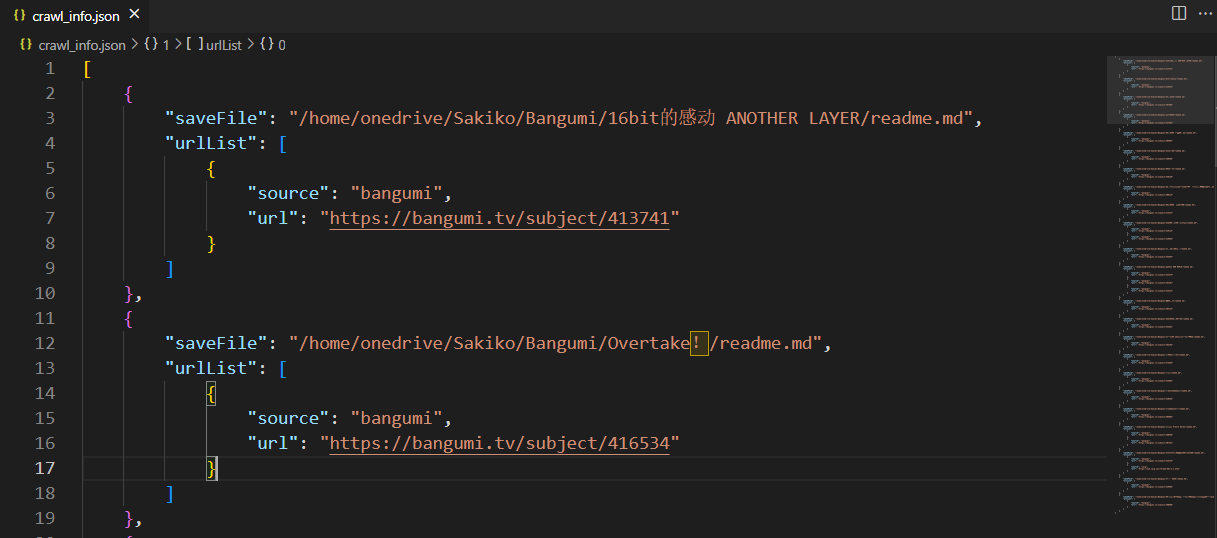 {} crawl_info.json ×
{} crawl_info.json > {} 1 > [ ] urlList > {} 0
1 [
2 {
3 "saveFile": "/home/onedrive/Sakiko/Bangumi/16bit的感动 ANOTHER LAYER/readme.md",
4 "urlList": [
5 {
6 "source": "bangumi",
7 "url": "https://bangumi.tv/subject/413741"
8 }
9 ]
10 },
11 {
12 "saveFile": "/home/onedrive/Sakiko/Bangumi/Overtake！/readme.md",
13 "urlList": [
14 {
15 "source": "bangumi",
16 "url": "https://bangumi.tv/subject/416534"
17 }
18 ]
19 },